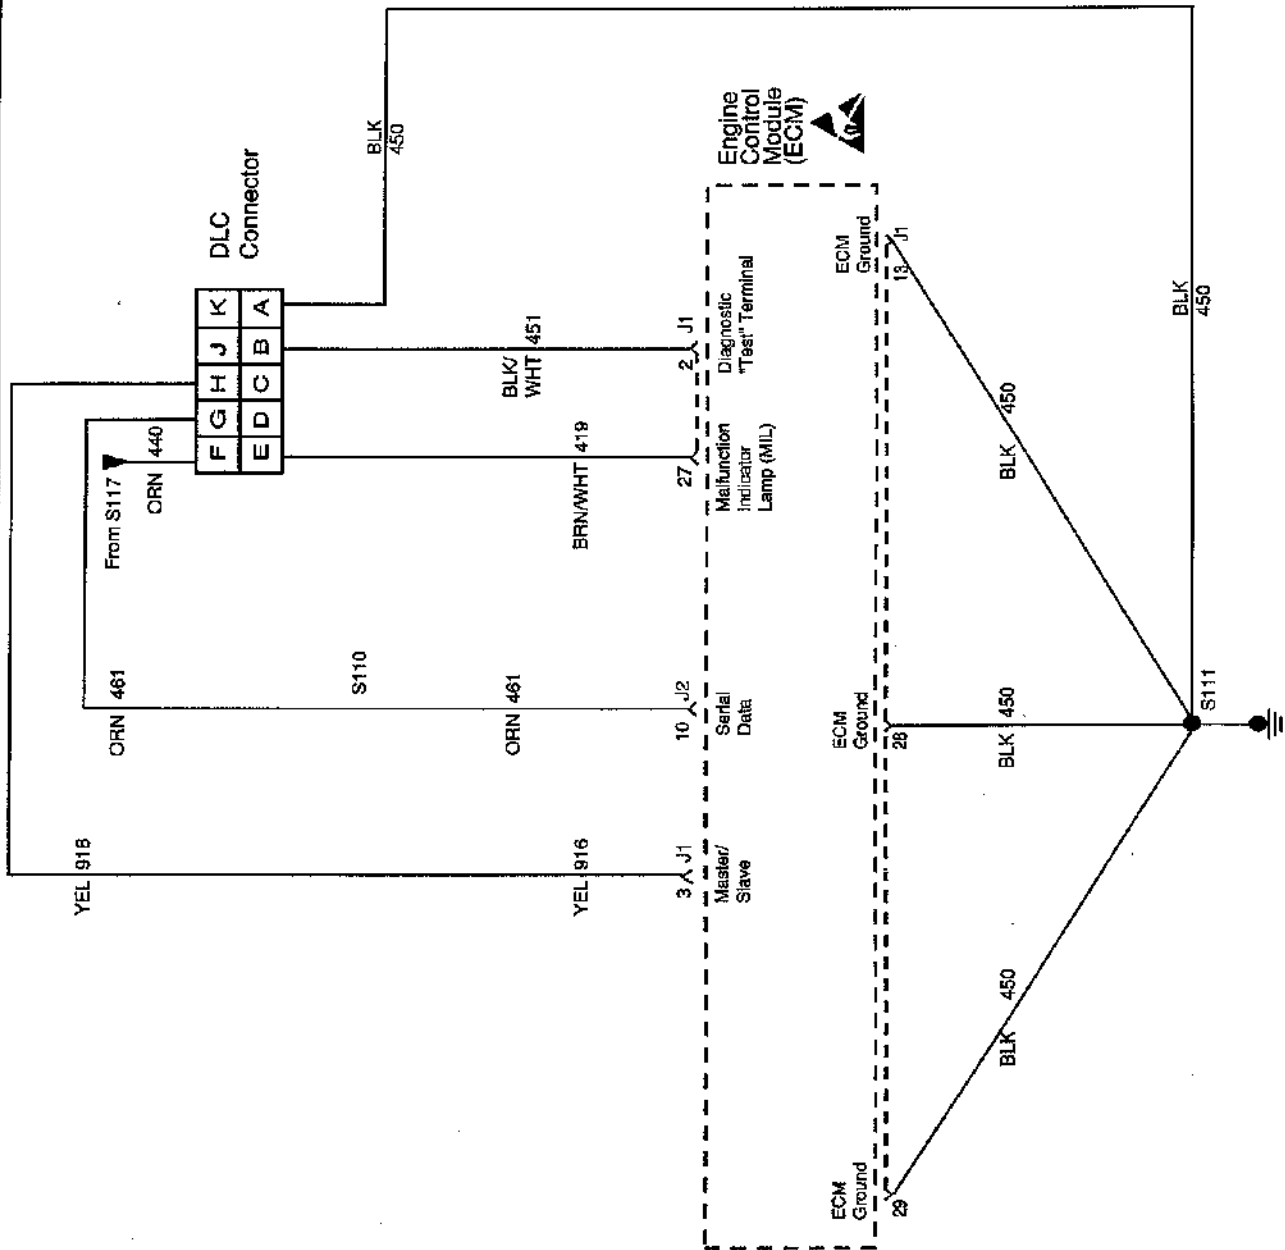 YEL 918
ORN 461
From S117
ORN 440
DLC
Connector
F G H J K
E D C B A
S110
BLK
450
ORN 461
BLK/
WHT 451
YEL 916
BRN/WHT 419
3 J1
10 J2
27
2 J1
Master/
Slave
Serial
Data
Malfunction
Indicator
Lamp (MIL)
Diagnostic
"Test" Terminal
Engine
Control
Module
(ECM)
ECM
Ground
ECM
Ground
ECM
Ground
29
28
13 J1
BLK 450
BLK 450
BLK 450
BLK
450
S111